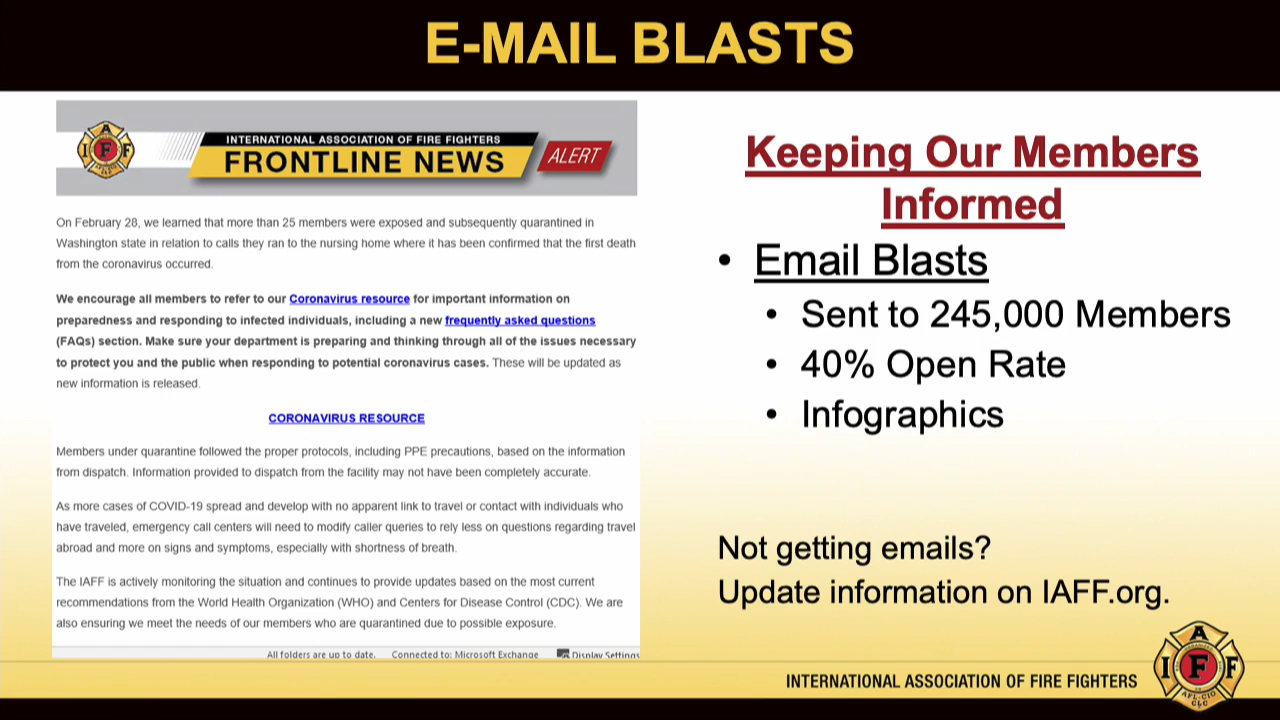 E-MAIL BLASTS
I A F F
INTERNATIONAL ASSOCIATION OF FIRE FIGHTERS
FRONTLINE NEWS
ALERT
On February 28, we learned that more than 25 members were exposed and subsequently quarantined in
Washington state in relation to calls they ran to the nursing home where it has been confirmed that the first death
from the coronavirus occurred.
We encourage all members to refer to our Coronavirus resource for important information on
preparedness and responding to infected individuals, including a new frequently asked questions
(FAQs) section. Make sure your department is preparing and thinking through all of the issues necessary
to protect you and the public when responding to potential coronavirus cases. These will be updated as
new information is released.
CORONAVIRUS RESOURCE
Members under quarantine followed the proper protocols, including PPE precautions, based on the information
from dispatch. Information provided to dispatch from the facility may not have been completely accurate.
As more cases of COVID-19 spread and develop with no apparent link to travel or contact with individuals who
have traveled, emergency call centers will need to modify caller queries to rely less on questions regarding travel
abroad and more on signs and symptoms, especially with shortness of breath.
The IAFF is actively monitoring the situation and continues to provide updates based on the most current
recommendations from the World Health Organization (WHO) and Centers for Disease Control (CDC). We are
also ensuring we meet the needs of our members who are quarantined due to possible exposure.
All folders are up to date. Connected to: Microsoft Exchange Display Settings
Keeping Our Members
Informed
• Email Blasts
• Sent to 245,000 Members
• 40% Open Rate
• Infographics
Not getting emails?
Update information on IAFF.org.
INTERNATIONAL ASSOCIATION OF FIRE FIGHTERS
I A F F
AFL-CIO
CLC